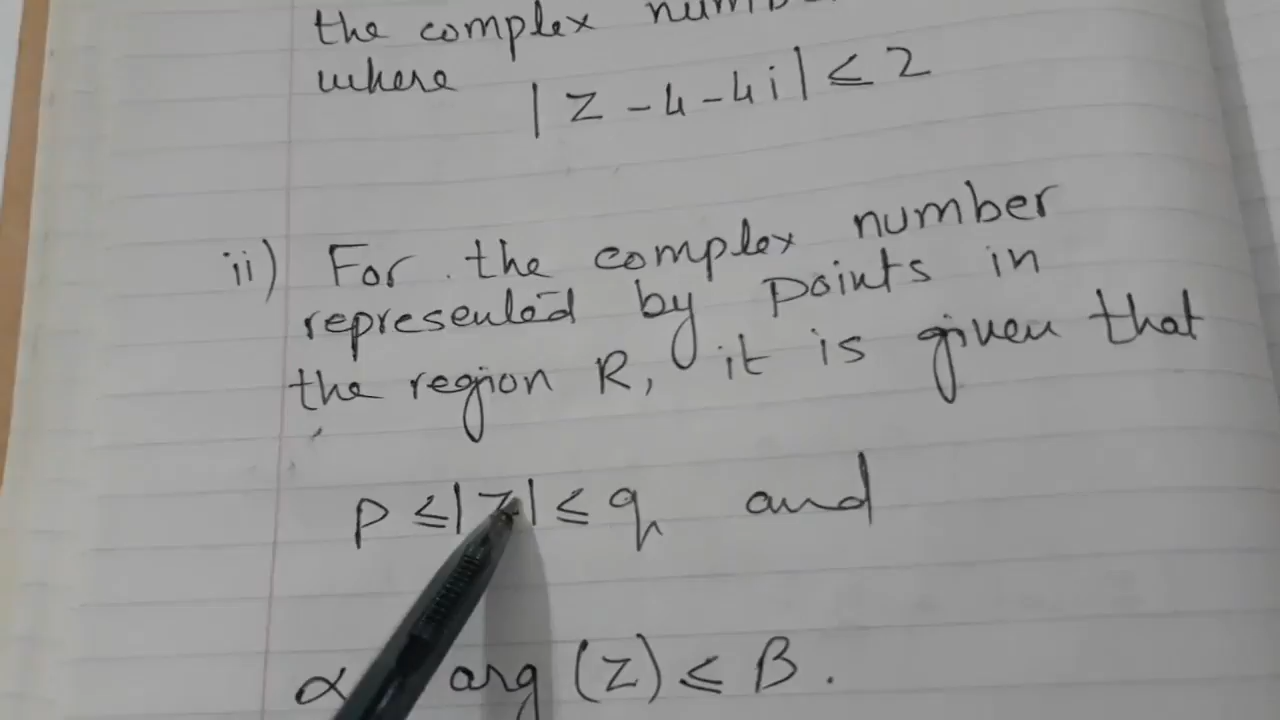 the complex
where |z-4-4i| ≤ 2
ii) For the complex number
represented by points in
the region R, it is given that
p ≤ |z| ≤ q and
α arg (z) ≤ B.